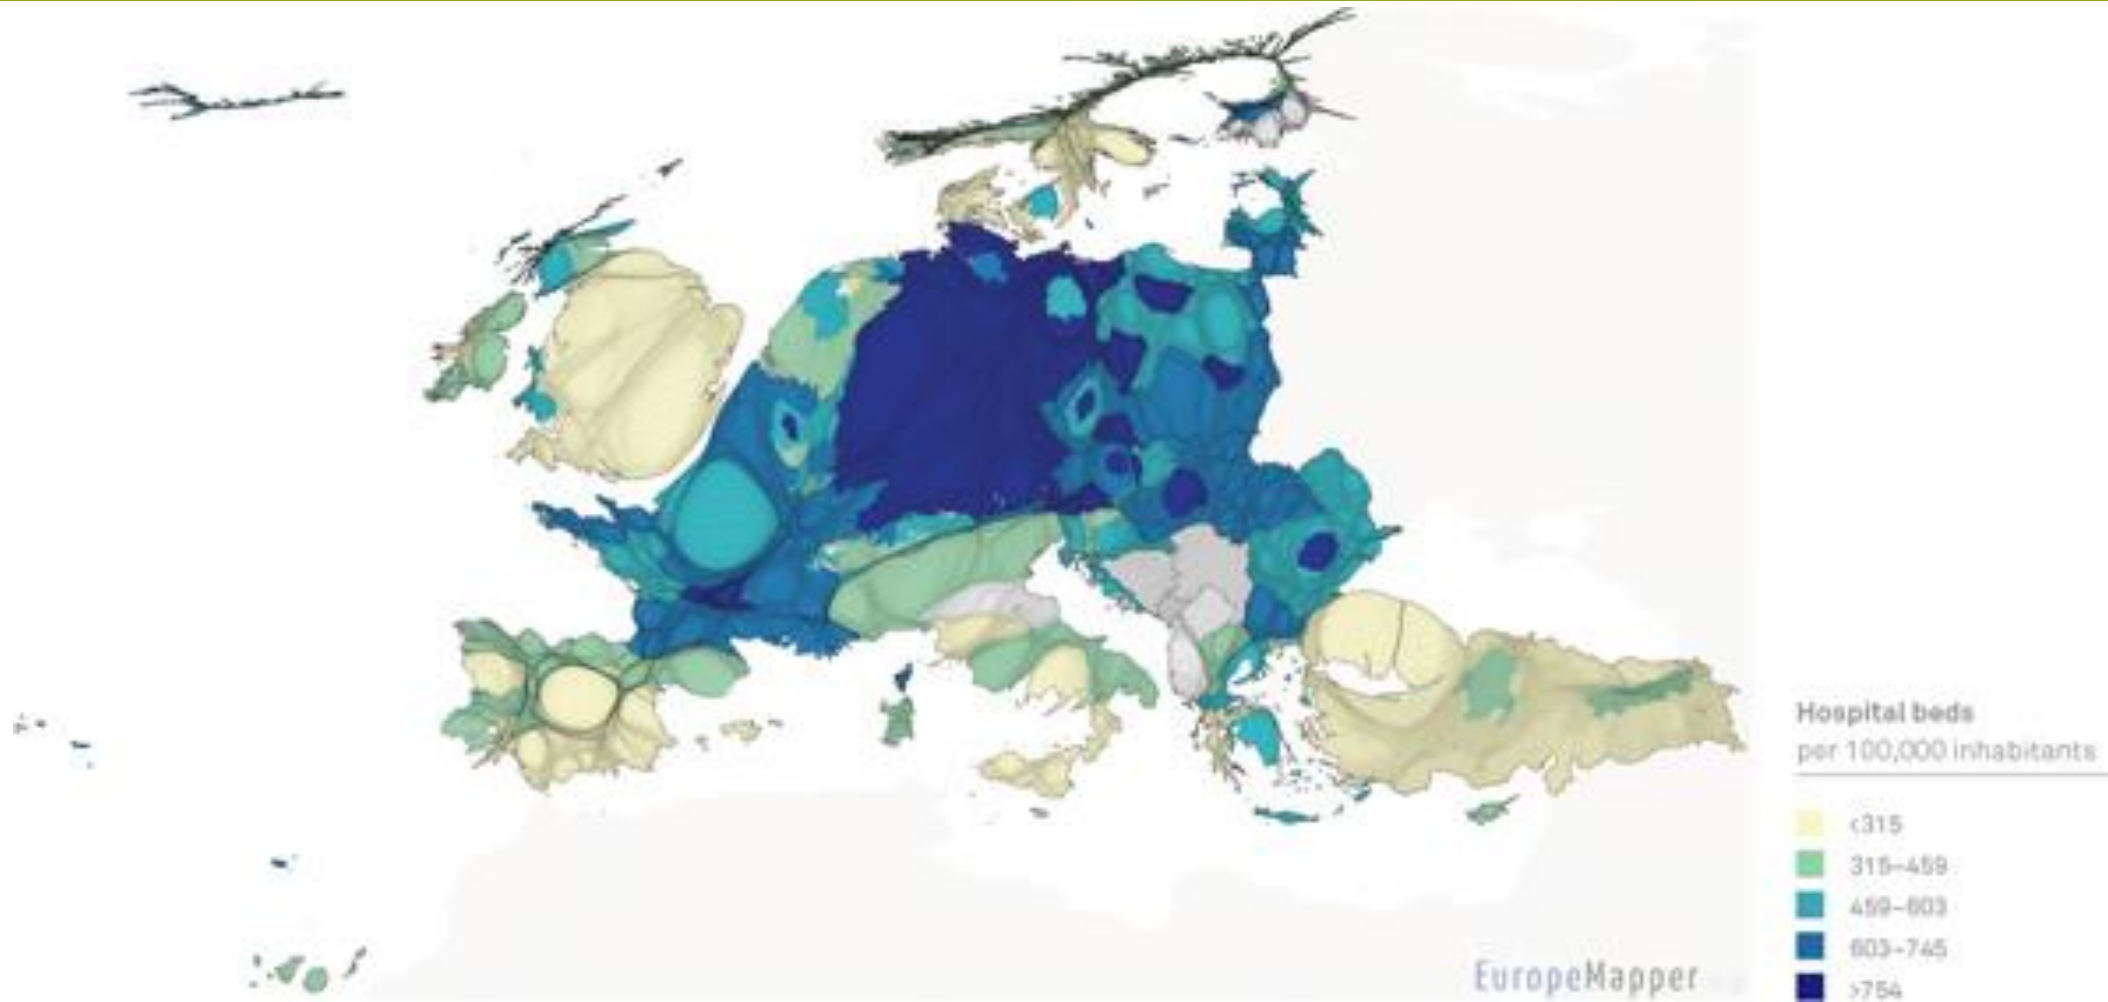 Hospital beds
per 100,000 inhabitants
<315
315–459
459–603
603–745
>754
EuropeMapper